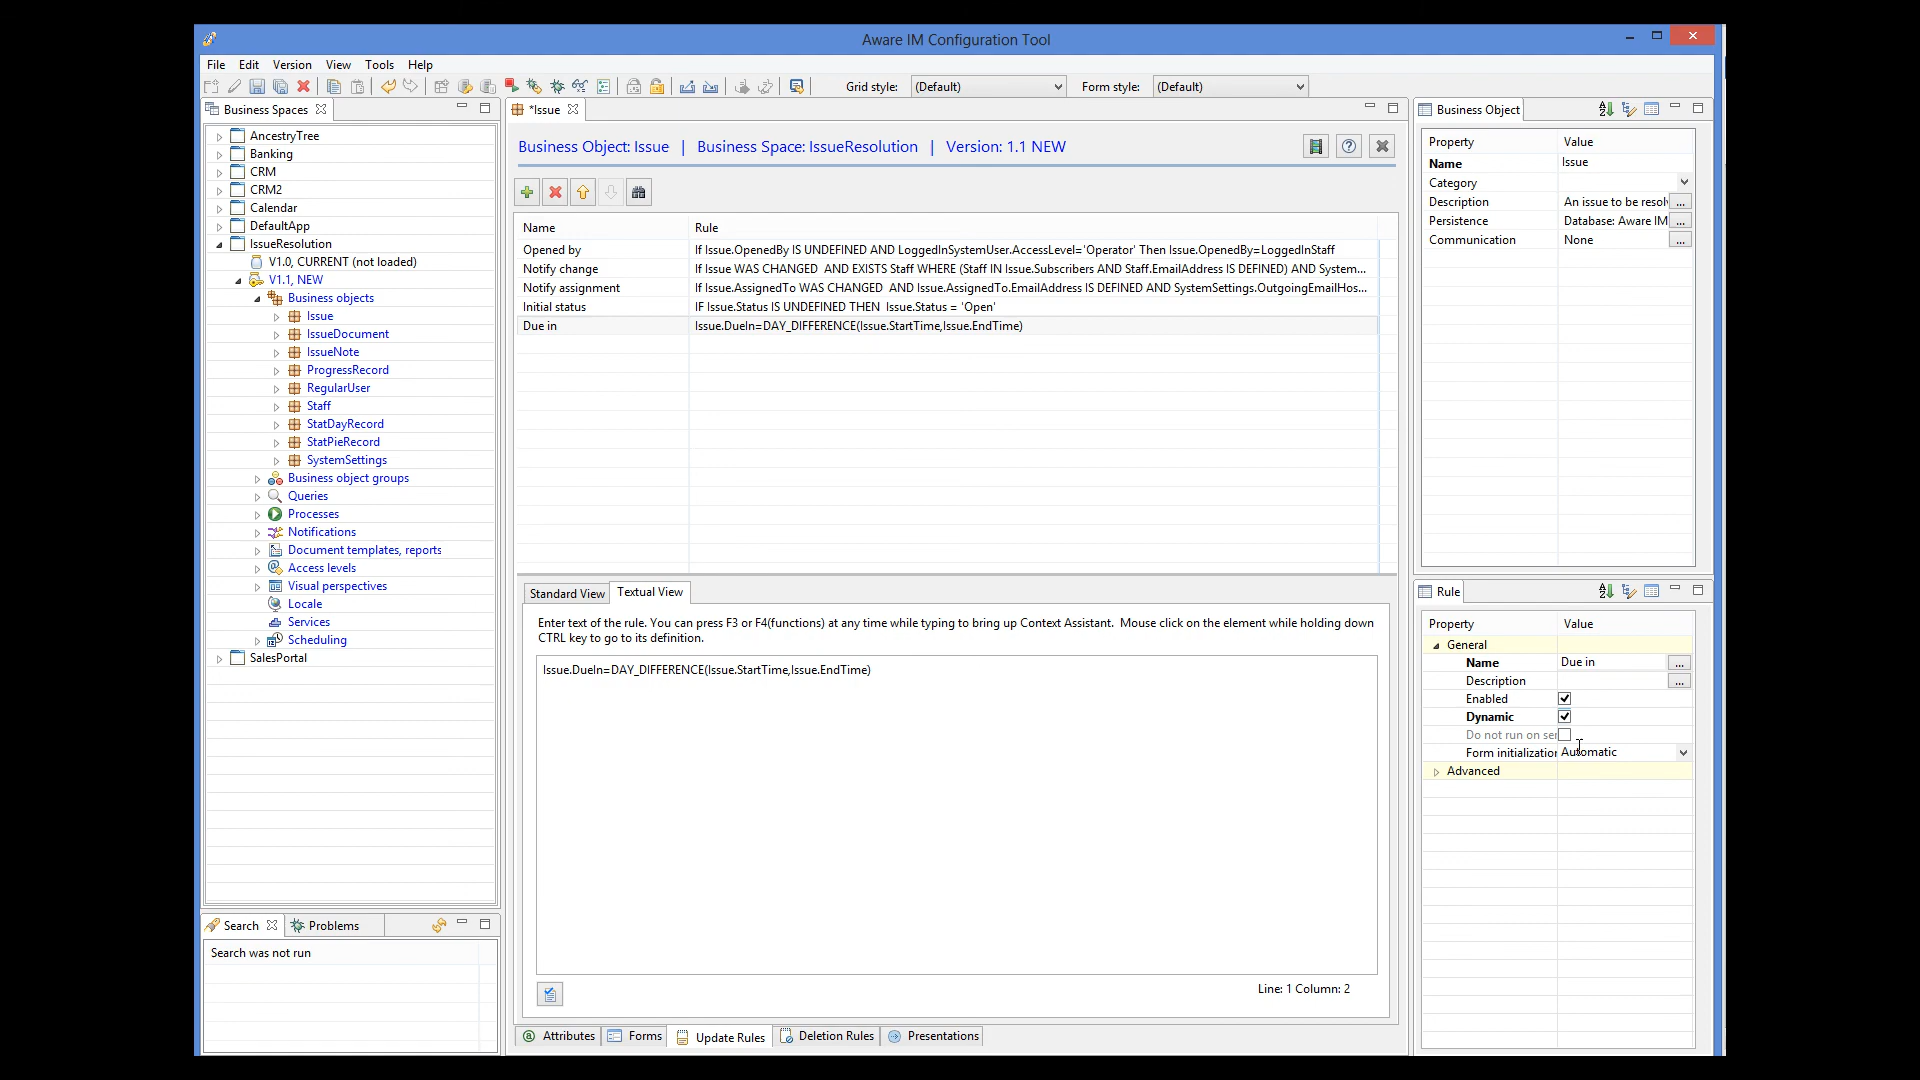 Aware IM Configuration Tool
File Edit Version View Tools Help
Grid style: (Default) Form style: (Default)
Business Spaces
AncestryTree
Banking
CRM
CRM2
Calendar
DefaultApp
IssueResolution
V1.0, CURRENT (not loaded)
V1.1, NEW
Business objects
Issue
IssueDocument
IssueNote
ProgressRecord
RegularUser
Staff
StatDayRecord
StatPieRecord
SystemSettings
Business object groups
Queries
Processes
Notifications
Document templates, reports
Access levels
Visual perspectives
Locale
Services
Scheduling
SalesPortal
Search Problems
Search was not run
*Issue
Business Object: Issue | Business Space: IssueResolution | Version: 1.1 NEW
Name Rule
Opened by If Issue.OpenedBy IS UNDEFINED AND LoggedInSystemUser.AccessLevel='Operator' Then Issue.OpenedBy=LoggedInStaff
Notify change If Issue WAS CHANGED AND EXISTS Staff WHERE (Staff IN Issue.Subscribers AND Staff.EmailAddress IS DEFINED) AND System...
Notify assignment If Issue.AssignedTo WAS CHANGED AND Issue.AssignedTo.EmailAddress IS DEFINED AND SystemSettings.OutgoingEmailHos...
Initial status IF Issue.Status IS UNDEFINED THEN Issue.Status = 'Open'
Due in Issue.DueIn=DAY_DIFFERENCE(Issue.StartTime,Issue.EndTime)
Standard View Textual View
Enter text of the rule. You can press F3 or F4(functions) at any time while typing to bring up Context Assistant. Mouse click on the element while holding down
CTRL key to go to its definition.
Issue.DueIn=DAY_DIFFERENCE(Issue.StartTime,Issue.EndTime)
Line: 1 Column: 2
Attributes Forms Update Rules Deletion Rules Presentations
Business Object
Property Value
Name Issue
Category
Description An issue to be resol ...
Persistence Database: Aware IM ...
Communication None ...
Rule
Property Value
General
Name Due in ...
Description ...
Enabled
Dynamic
Do not run on ser
Form initialization Automatic
Advanced